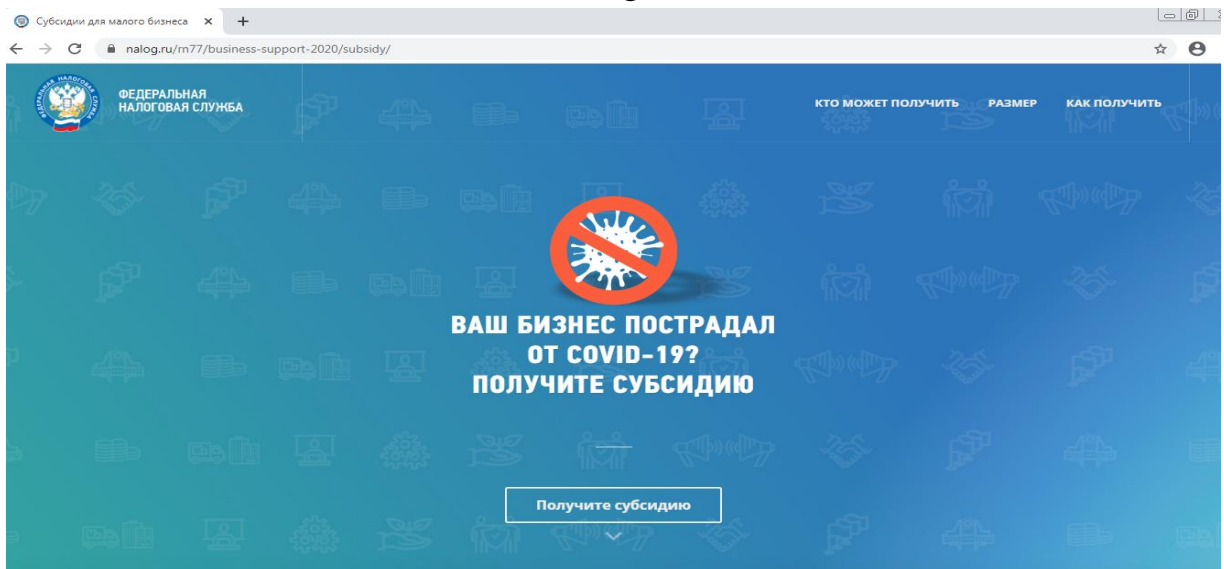 Субсидии для малого бизнеса
nalog.ru/rn77/business-support-2020/subsidy/
ФЕДЕРАЛЬНАЯ
НАЛОГОВАЯ СЛУЖБА
КТО МОЖЕТ ПОЛУЧИТЬ РАЗМЕР КАК ПОЛУЧИТЬ
ВАШ БИЗНЕС ПОСТРАДАЛ
ОТ COVID-19?
ПОЛУЧИТЕ СУБСИДИЮ
Получите субсидию